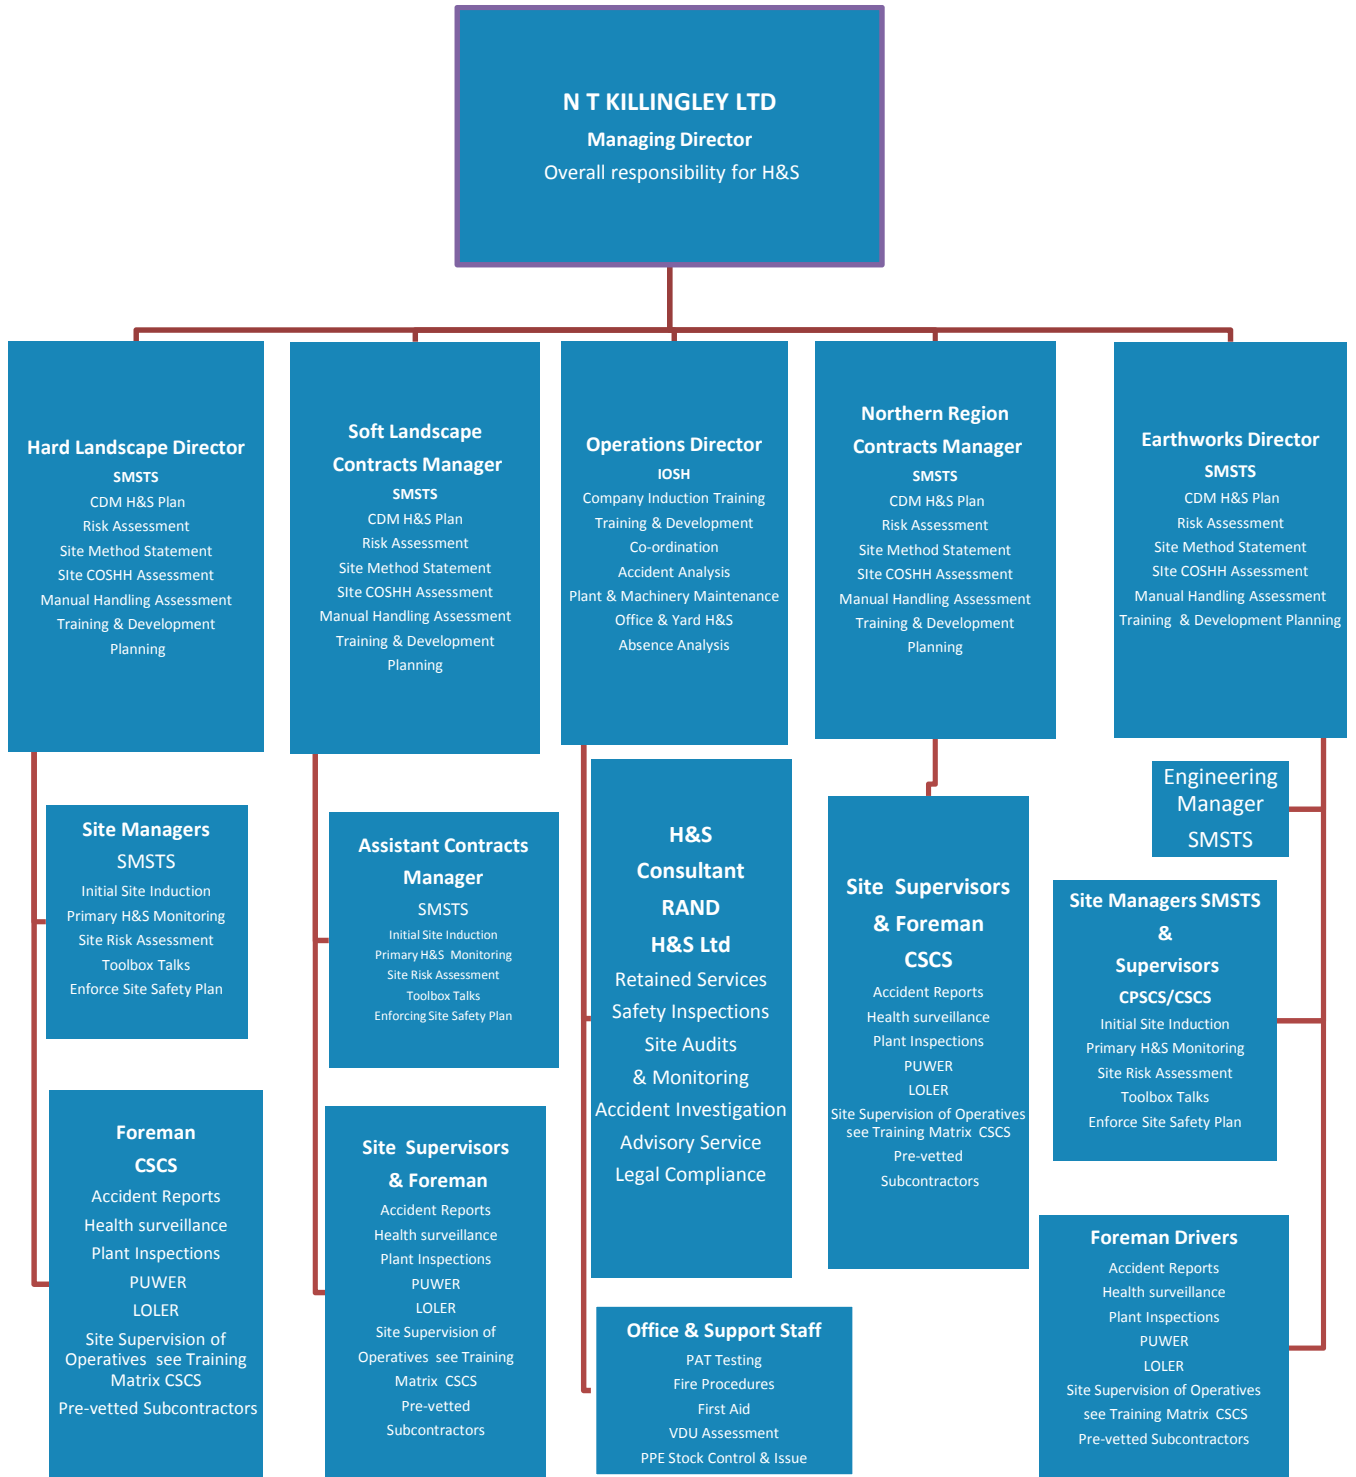 N T KILLINGLEY LTD
Managing Director
Overall responsibility for H&S
Hard Landscape Director
SMSTS
CDM H&S Plan
Risk Assessment
Site Method Statement
SIte COSHH Assessment
Manual Handling Assessment
Training & Development
Planning
Soft Landscape
Contracts Manager
SMSTS
CDM H&S Plan
Risk Assessment
Site Method Statement
SIte COSHH Assessment
Manual Handling Assessment
Training & Development
Planning
Operations Director
IOSH
Company Induction Training
Training & Development
Co-ordination
Accident Analysis
Plant & Machinery Maintenance
Office & Yard H&S
Absence Analysis
Northern Region
Contracts Manager
SMSTS
CDM H&S Plan
Risk Assessment
Site Method Statement
SIte COSHH Assessment
Manual Handling Assessment
Training & Development
Planning
Earthworks Director
SMSTS
CDM H&S Plan
Risk Assessment
Site Method Statement
SIte COSHH Assessment
Manual Handling Assessment
Training & Development Planning
Site Managers
SMSTS
Initial Site Induction
Primary H&S Monitoring
Site Risk Assessment
Toolbox Talks
Enforce Site Safety Plan
Foreman
CSCS
Accident Reports
Health surveillance
Plant Inspections
PUWER
LOLER
Site Supervision of
Operatives see Training
Matrix CSCS
Pre-vetted Subcontractors
Assistant Contracts
Manager
SMSTS
Initial Site Induction
Primary H&S Monitoring
Site Risk Assessment
Toolbox Talks
Enforcing Site Safety Plan
Site Supervisors
& Foreman
Accident Reports
Health surveillance
Plant Inspections
PUWER
LOLER
Site Supervision of
Operatives see Training
Matrix CSCS
Pre-vetted
Subcontractors
H&S
Consultant
RAND
H&S Ltd
Retained Services
Safety Inspections
Site Audits
& Monitoring
Accident Investigation
Advisory Service
Legal Compliance
Office & Support Staff
PAT Testing
Fire Procedures
First Aid
VDU Assessment
PPE Stock Control & Issue
Site Supervisors
& Foreman
CSCS
Accident Reports
Health surveillance
Plant Inspections
PUWER
LOLER
Site Supervision of Operatives
see Training Matrix CSCS
Pre-vetted
Subcontractors
Engineering
Manager
SMSTS
Site Managers SMSTS
&
Supervisors
CPSCS/CSCS
Initial Site Induction
Primary H&S Monitoring
Site Risk Assessment
Toolbox Talks
Enforce Site Safety Plan
Foreman Drivers
Accident Reports
Health surveillance
Plant Inspections
PUWER
LOLER
Site Supervision of Operatives
see Training Matrix CSCS
Pre-vetted Subcontractors